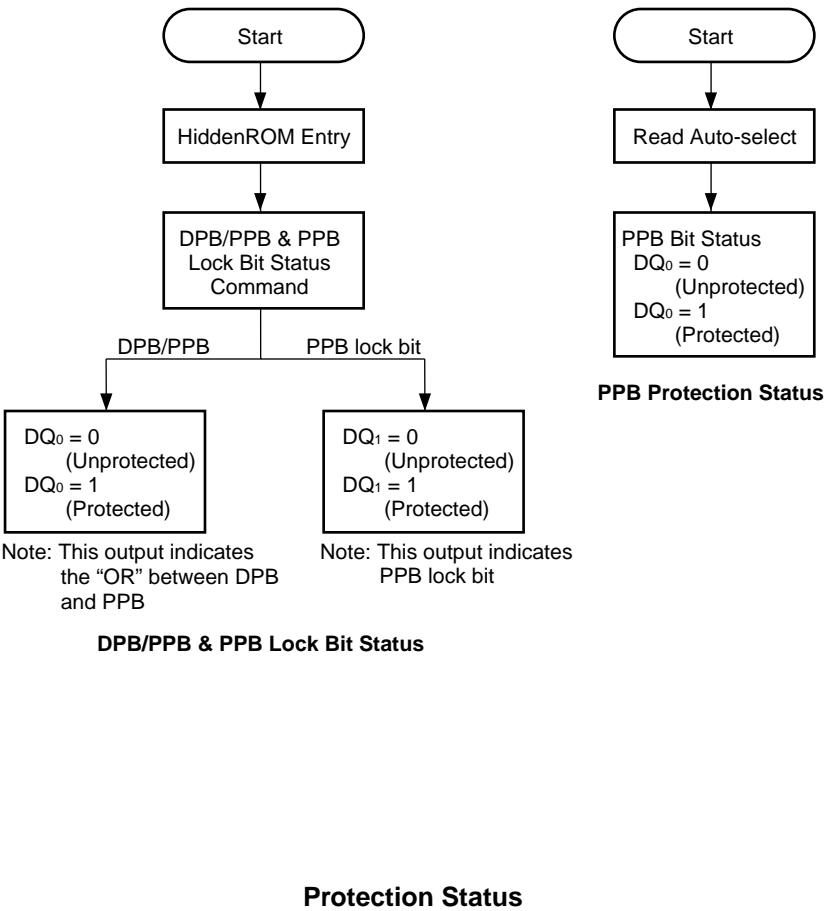 Start
HiddenROM Entry
DPB/PPB & PPB
Lock Bit Status
Command
DPB/PPB
PPB lock bit
DQ0 = 0
(Unprotected)
DQ0 = 1
(Protected)
Note: This output indicates
the “OR” between DPB
and PPB
DQ1 = 0
(Unprotected)
DQ1 = 1
(Protected)
Note: This output indicates
PPB lock bit
DPB/PPB & PPB Lock Bit Status
Start
Read Auto-select
PPB Bit Status
DQ0 = 0
(Unprotected)
DQ0 = 1
(Protected)
PPB Protection Status
Protection Status